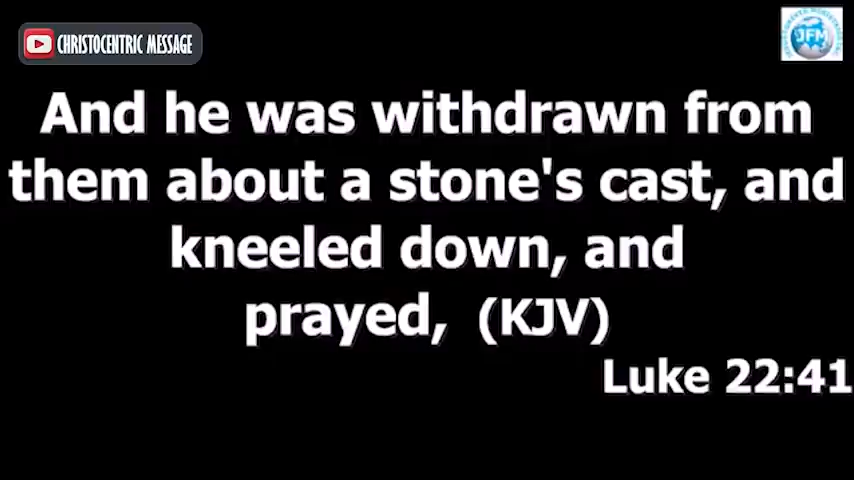 CHRISTOCENTRIC MESSAGE
JFM
And he was withdrawn from
them about a stone's cast, and
kneeled down, and
prayed, (KJV)
Luke 22:41